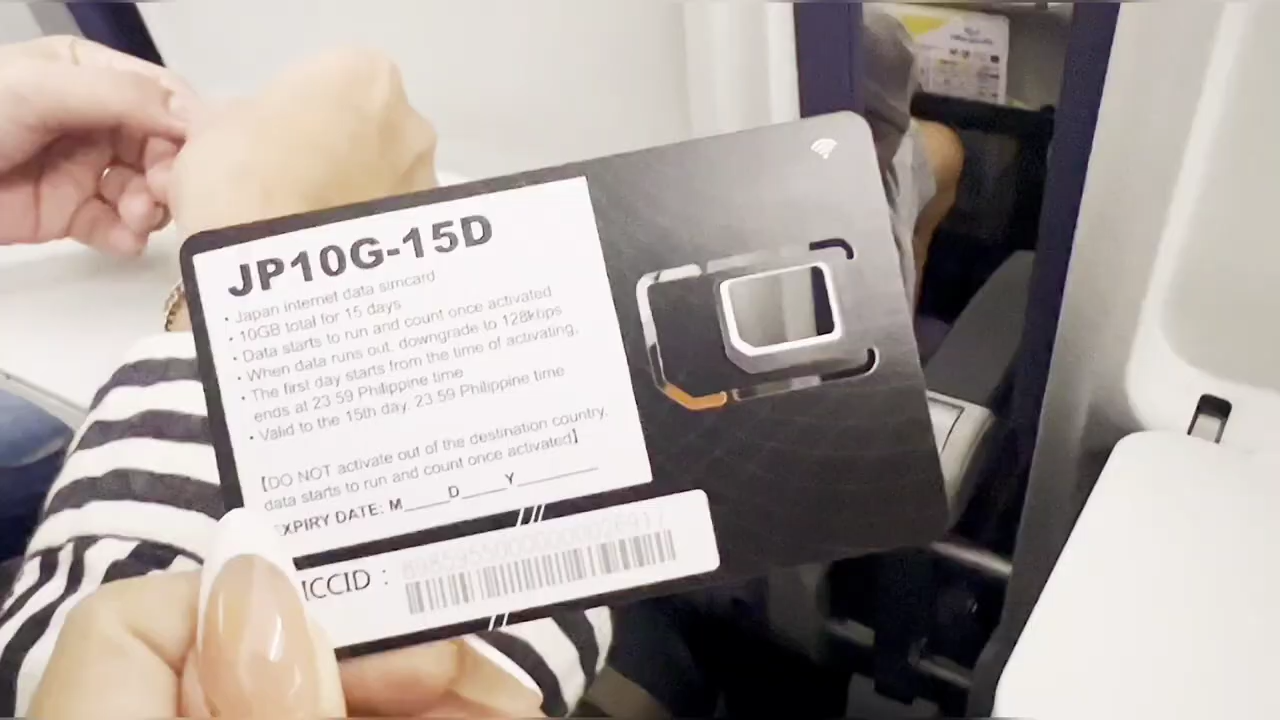 JP10G-15D
• Japan internet data simcard
• 10GB total for 15 days
• Data starts to run and count once activated
• When data runs out, downgrade to 128kbps
• The first day starts from the time of activating,
ends at 23:59 Philippine time
• Valid to the 15th day, 23:59 Philippine time
【DO NOT activate out of the destination country.
data starts to run and count once activated】
XPIRY DATE: M_____D_____Y________
ICCID :